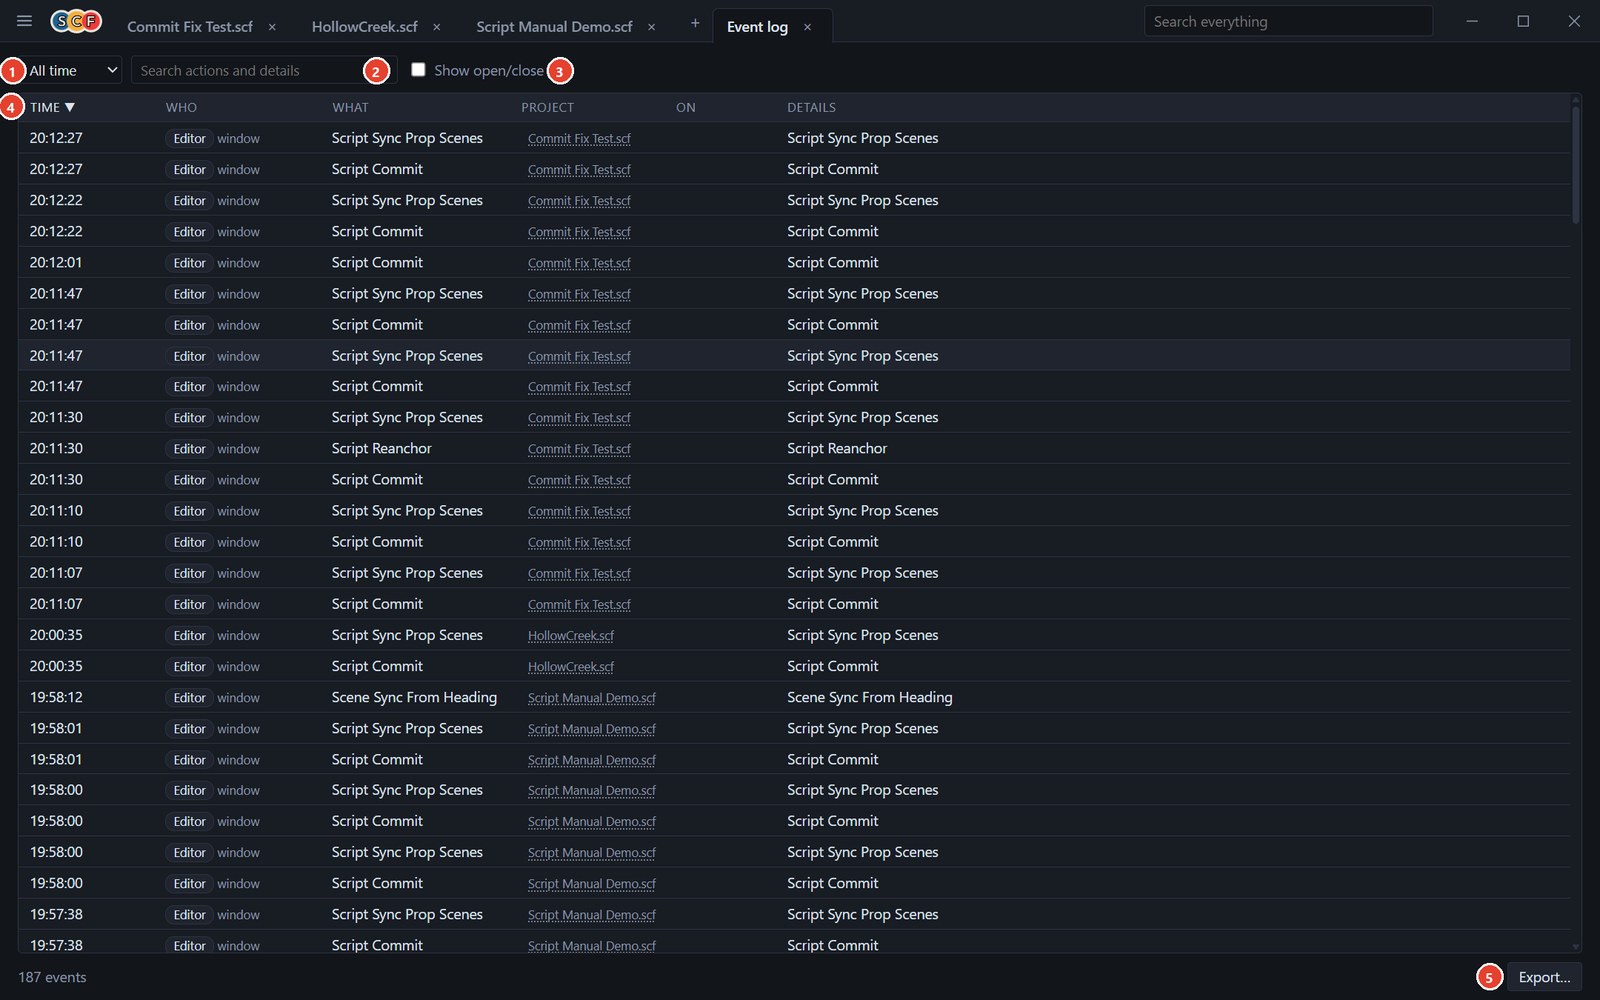 SCF Commit Fix Test.scf × HollowCreek.scf × Script Manual Demo.scf × + Event log × Search everything
1 All time Search actions and details 2 Show open/close 3
4 TIME ▼ WHO WHAT PROJECT ON DETAILS
20:12:27 Editor window Script Sync Prop Scenes Commit Fix Test.scf Script Sync Prop Scenes
20:12:27 Editor window Script Commit Commit Fix Test.scf Script Commit
20:12:22 Editor window Script Sync Prop Scenes Commit Fix Test.scf Script Sync Prop Scenes
20:12:22 Editor window Script Commit Commit Fix Test.scf Script Commit
20:12:01 Editor window Script Commit Commit Fix Test.scf Script Commit
20:11:47 Editor window Script Sync Prop Scenes Commit Fix Test.scf Script Sync Prop Scenes
20:11:47 Editor window Script Commit Commit Fix Test.scf Script Commit
20:11:47 Editor window Script Sync Prop Scenes Commit Fix Test.scf Script Sync Prop Scenes
20:11:47 Editor window Script Commit Commit Fix Test.scf Script Commit
20:11:30 Editor window Script Sync Prop Scenes Commit Fix Test.scf Script Sync Prop Scenes
20:11:30 Editor window Script Reanchor Commit Fix Test.scf Script Reanchor
20:11:30 Editor window Script Commit Commit Fix Test.scf Script Commit
20:11:10 Editor window Script Sync Prop Scenes Commit Fix Test.scf Script Sync Prop Scenes
20:11:10 Editor window Script Commit Commit Fix Test.scf Script Commit
20:11:07 Editor window Script Sync Prop Scenes Commit Fix Test.scf Script Sync Prop Scenes
20:11:07 Editor window Script Commit Commit Fix Test.scf Script Commit
20:00:35 Editor window Script Sync Prop Scenes HollowCreek.scf Script Sync Prop Scenes
20:00:35 Editor window Script Commit HollowCreek.scf Script Commit
19:58:12 Editor window Scene Sync From Heading Script Manual Demo.scf Scene Sync From Heading
19:58:01 Editor window Script Sync Prop Scenes Script Manual Demo.scf Script Sync Prop Scenes
19:58:01 Editor window Script Commit Script Manual Demo.scf Script Commit
19:58:00 Editor window Script Sync Prop Scenes Script Manual Demo.scf Script Sync Prop Scenes
19:58:00 Editor window Script Commit Script Manual Demo.scf Script Commit
19:58:00 Editor window Script Sync Prop Scenes Script Manual Demo.scf Script Sync Prop Scenes
19:58:00 Editor window Script Commit Script Manual Demo.scf Script Commit
19:57:38 Editor window Script Sync Prop Scenes Script Manual Demo.scf Script Sync Prop Scenes
19:57:38 Editor window Script Commit Script Manual Demo.scf Script Commit
187 events 5 Export...